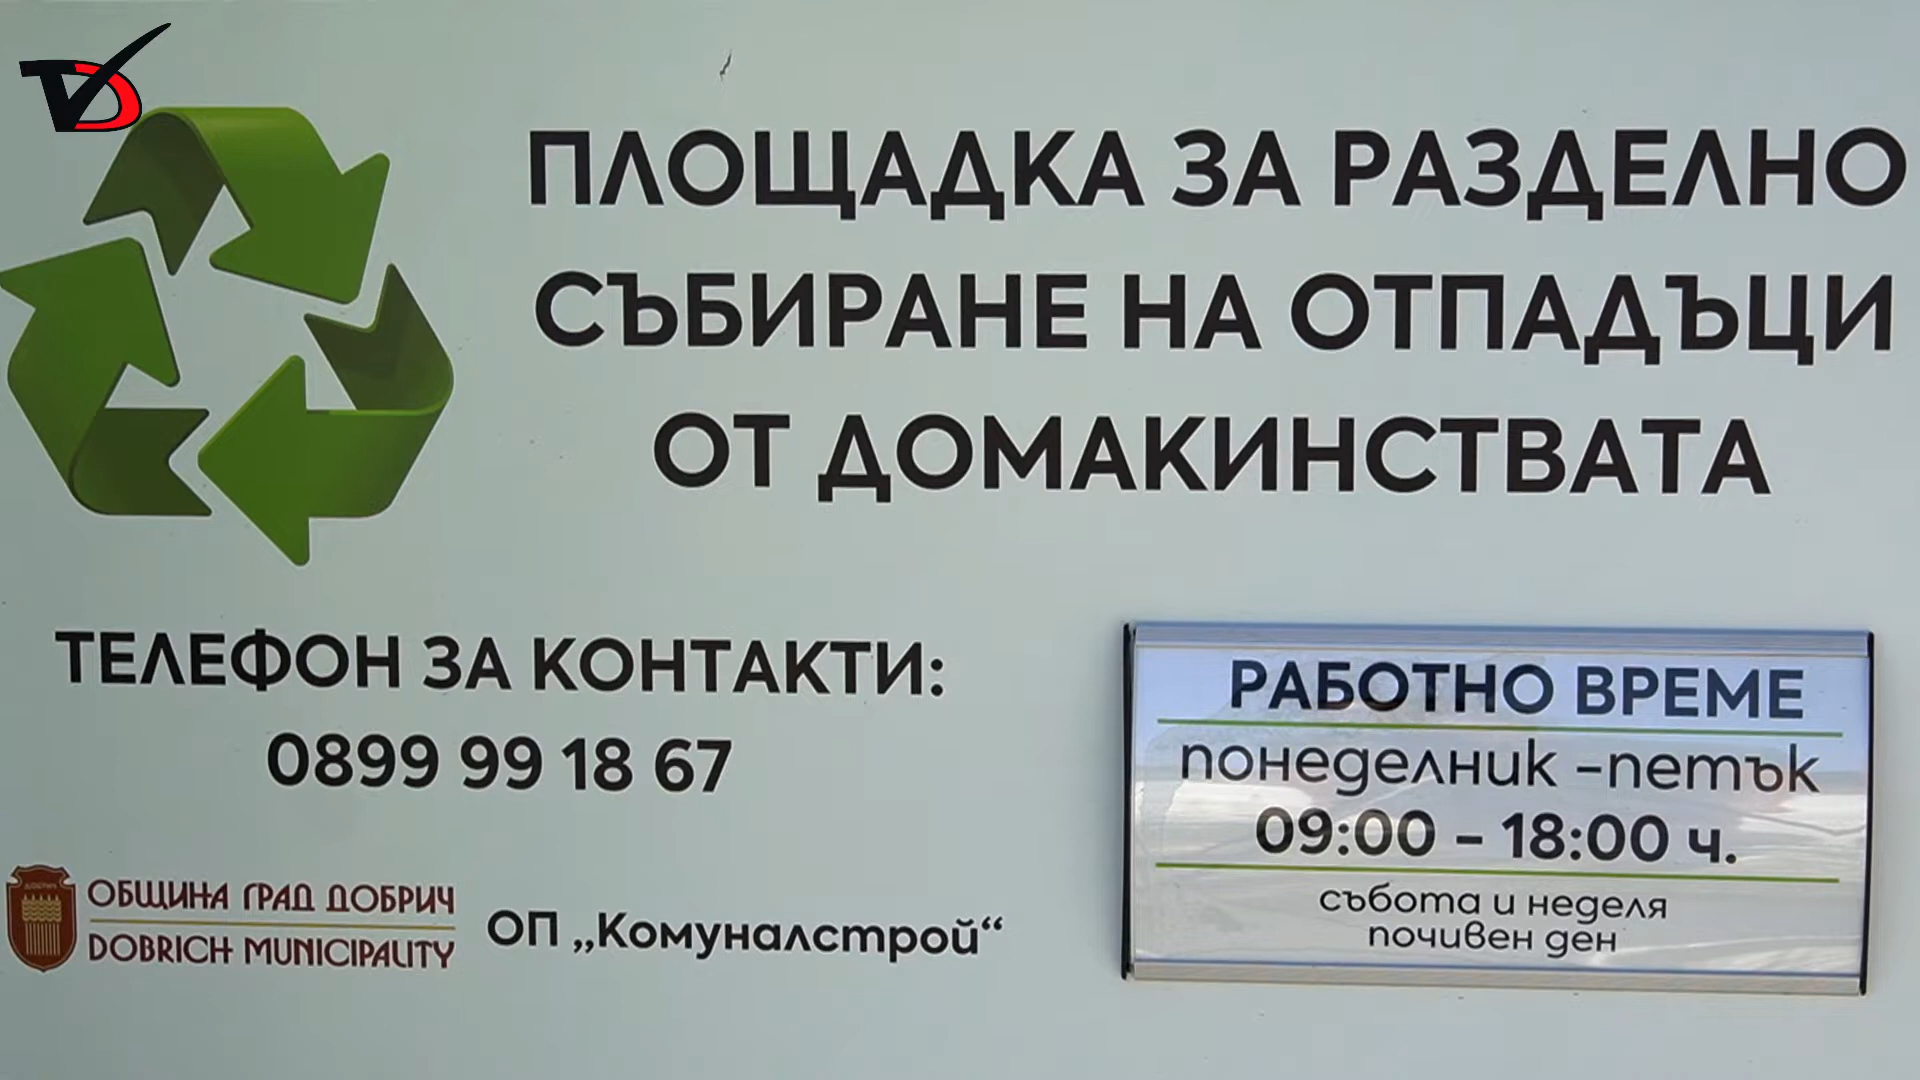 ПЛОЩАДКА ЗА РАЗДЕЛНО
СЪБИРАНЕ НА ОТПАДЪЦИ
ОТ ДОМАКИНСТВАТА
ТЕЛЕФОН ЗА КОНТАКТИ:
0899 99 18 67
ОБЩИНА ГРАД ДОБРИЧ
DOBRICH MUNICIPALITY
ОП „Комуналстрой“
РАБОТНО ВРЕМЕ
понеделник -петък
09:00 - 18:00 ч.
събота и неделя
почивен ден